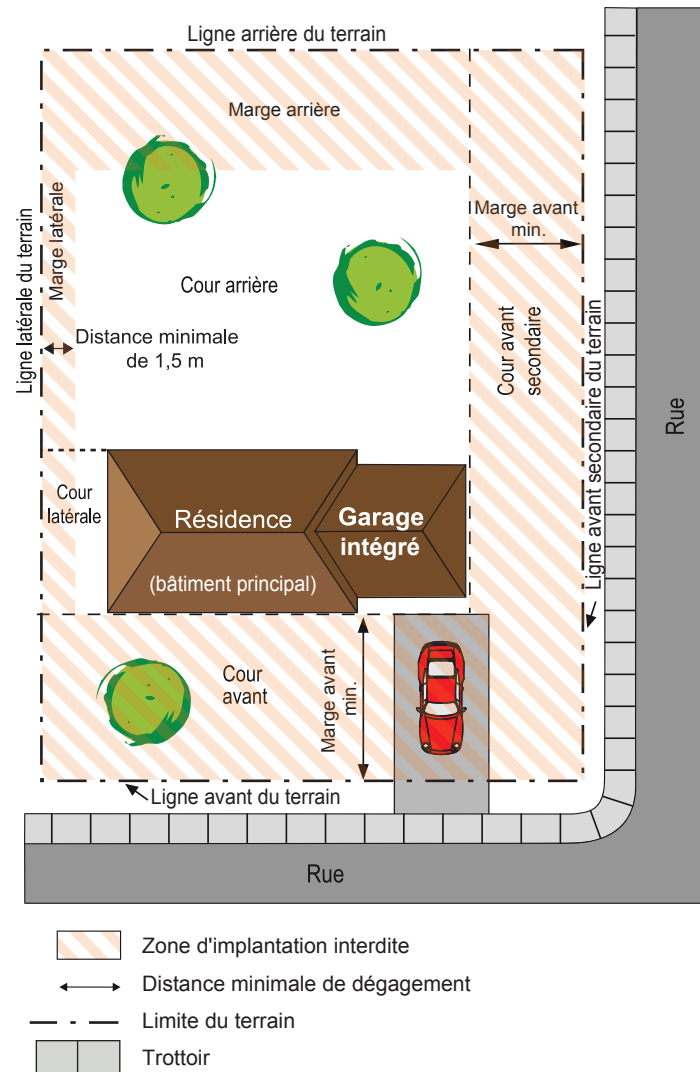 Ligne arrière du terrain
Marge arrière
Ligne latérale du terrain
Marge latérale
Marge avant
min.
Cour arrière
Distance minimale
de 1,5 m
Cour avant
secondaire
Ligne avant secondaire du terrain
Rue
Cour
latérale
Résidence
(bâtiment principal)
Garage
intégré
Cour
avant
Marge avant
min.
Ligne avant du terrain
Rue
Zone d'implantation interdite
Distance minimale de dégagement
Limite du terrain
Trottoir